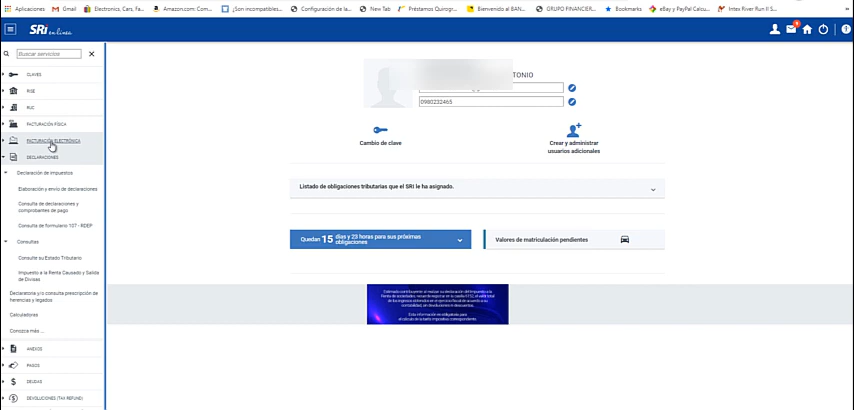 Aplicaciones
Gmail
Electronics, Cars, Fa...
Amazon.com: Com...
¿Son incompatibles...
Configuración de la...
New Tab
Préstamos Quirogr...
Bienvenido al BAN...
GRUPO FINANCIER...
Bookmarks
eBay y PayPal Calcu...
Intex River Run II S...
»
SRi en línea
Buscar servicios
CLAVES
RISE
RUC
FACTURACIÓN FÍSICA
FACTURACIÓN ELECTRÓNICA
DECLARACIONES
Declaración de impuestos
Elaboración y envío de declaraciones
Consulta de declaraciones y
comprobantes de pago
Consulta de formulario 107 - RDEP
Consultas
Consulte su Estado Tributario
Impuesto a la Renta Causado y Salida
de Divisas
Declaratoria y/o consulta prescripción de
herencias y legados
Calculadoras
Conozca más ...
ANEXOS
PAGOS
DEUDAS
DEVOLUCIONES (TAX REFUND)
TONIO
0980232465
Cambio de clave
Crear y administrar
usuarios adicionales
Listado de obligaciones tributarias que el SRI le ha asignado.
Quedan 15 días y 23 horas para sus próximas
obligaciones
Valores de matriculación pendientes